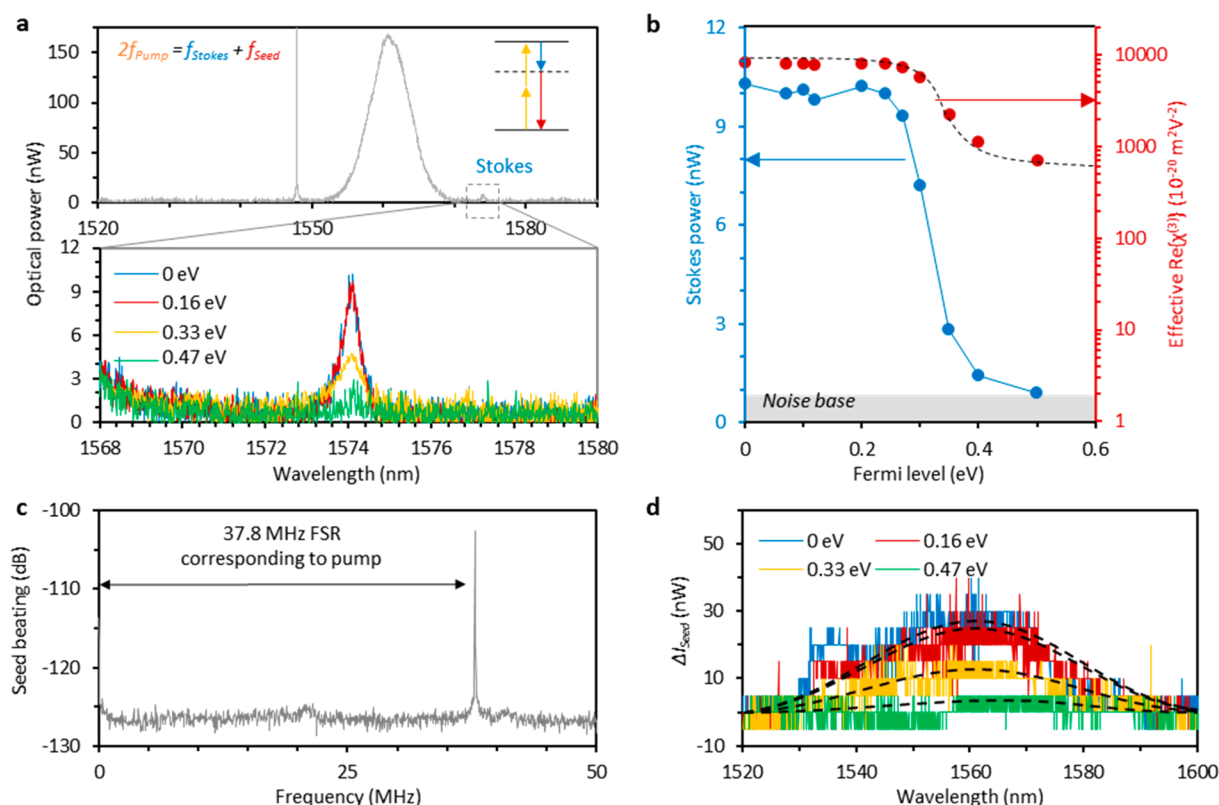 a
2f_Pump = f_Stokes + f_Seed
Stokes
Optical power (nW)
150
100
50
0
1520
1550
1580
12
9
6
3
0
0 eV
0.16 eV
0.33 eV
0.47 eV
1568
1570
1572
1574
1576
1578
1580
Wavelength (nm)
b
Stokes power (nW)
12
9
6
3
0
Noise base
0
0.2
0.4
0.6
Fermi level (eV)
10000
1000
100
10
1
Effective Re{χ⁽³⁾} (10⁻²⁰ m²V⁻²)
c
Seed beating (dB)
-100
-110
-120
-130
37.8 MHz FSR
corresponding to pump
0
25
50
Frequency (MHz)
d
ΔI_Seed (nW)
50
30
10
-10
0 eV
0.16 eV
0.33 eV
0.47 eV
1520
1540
1560
1580
1600
Wavelength (nm)